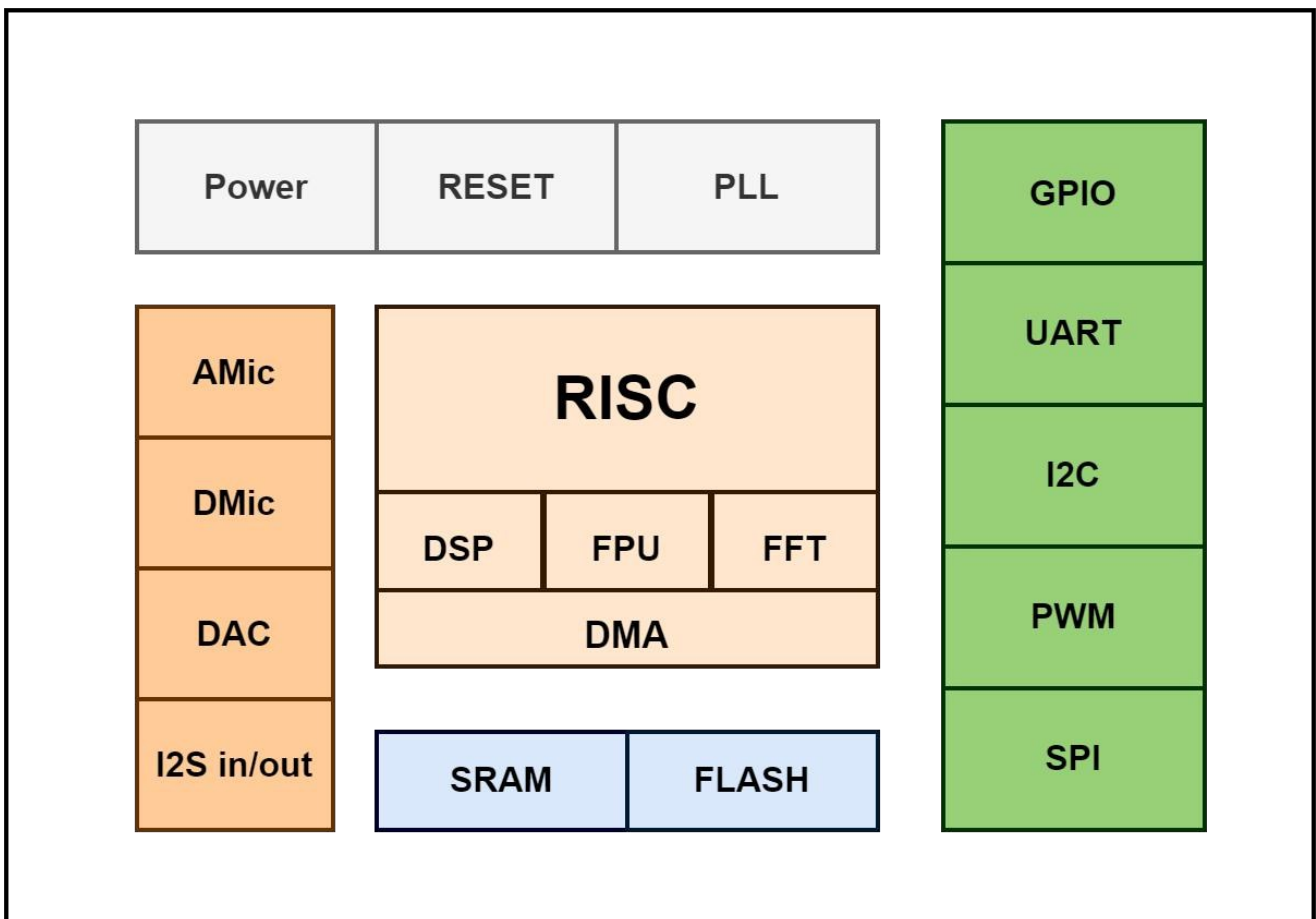 Power
RESET
PLL
GPIO
UART
I2C
PWM
SPI
AMic
DMic
DAC
I2S in/out
RISC
DSP
FPU
FFT
DMA
SRAM
FLASH